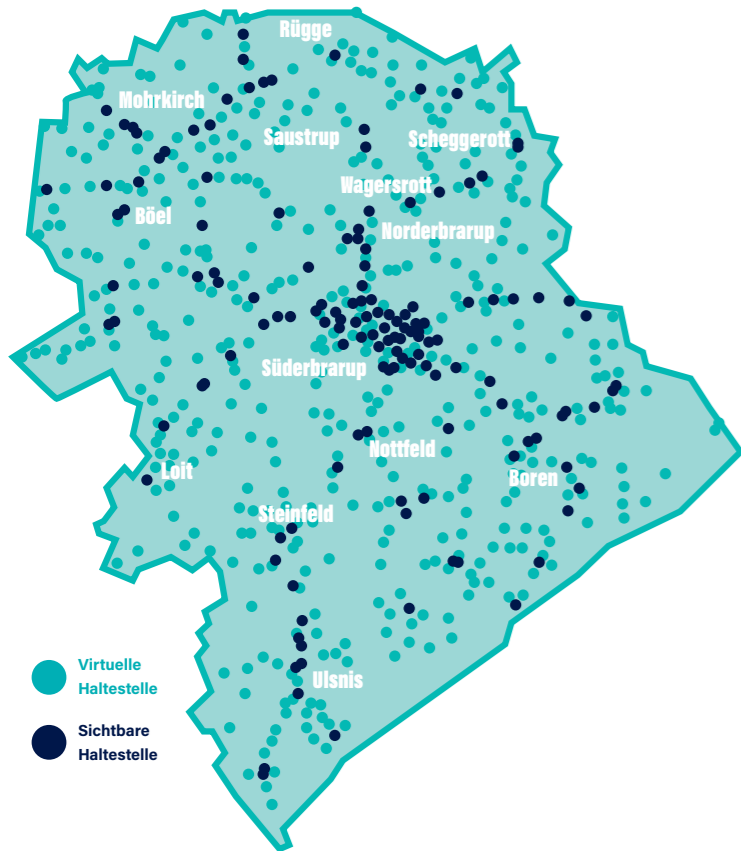 Rügge
Mohrkirch
Saustrup
Scheggerott
Wagersrott
Böel
Norderbrarup
Süderbrarup
Nottfeld
Loit
Boren
Steinfeld
Ulsnis
Virtuelle
Haltestelle
Sichtbare
Haltestelle